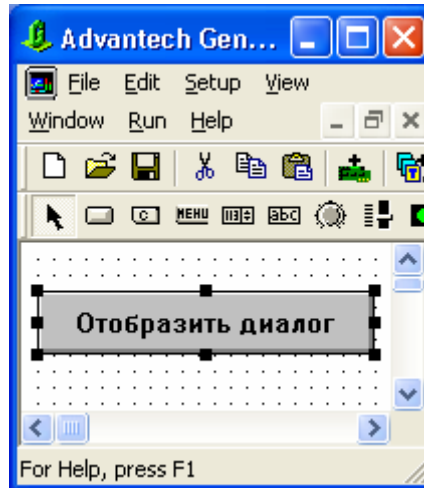 Advantech Gen...
File Edit Setup View
Window Run Help
C MENU abc
Отобразить диалог
For Help, press F1